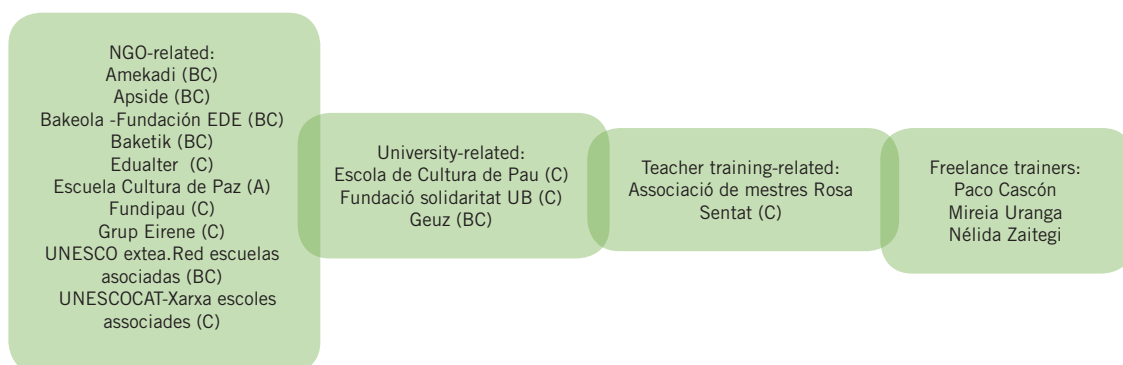 NGO-related:
Amekadi (BC)
Apside (BC)
Bakeola -Fundación EDE (BC)
Baketik (BC)
Edualter (C)
Escuela Cultura de Paz (A)
Fundipau (C)
Grup Eirene (C)
UNESCO extea.Red escuelas
asociadas (BC)
UNESCOCAT-Xarxa escoles
associades (C)
University-related:
Escola de Cultura de Pau (C)
Fundació solidaritat UB (C)
Geuz (BC)
Teacher training-related:
Associació de mestres Rosa
Sentat (C)
Freelance trainers:
Paco Cascón
Mireia Uranga
Nélida Zaitegi